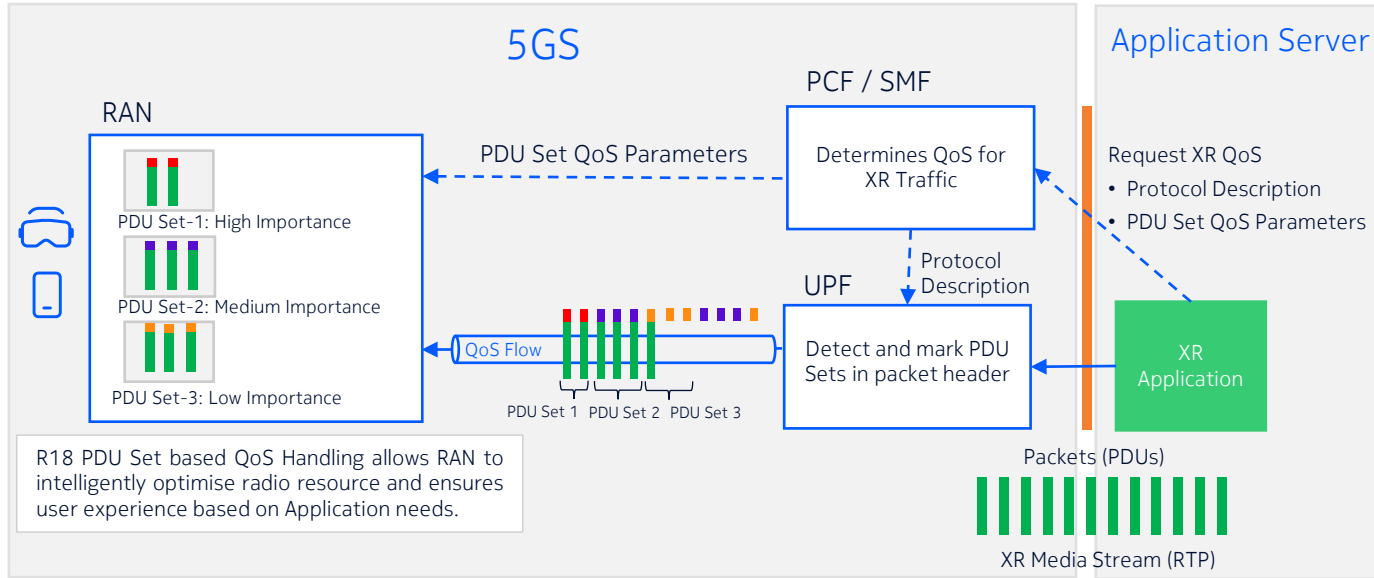 5GS
Application Server
RAN
PCF / SMF
PDU Set QoS Parameters
Determines QoS for
XR Traffic
Request XR QoS
• Protocol Description
• PDU Set QoS Parameters
PDU Set-1: High Importance
PDU Set-2: Medium Importance
PDU Set-3: Low Importance
Protocol
Description
UPF
QoS Flow
Detect and mark PDU
Sets in packet header
XR
Application
PDU Set 1
PDU Set 2
PDU Set 3
R18 PDU Set based QoS Handling allows RAN to
intelligently optimise radio resource and ensures
user experience based on Application needs.
Packets (PDUs)
XR Media Stream (RTP)